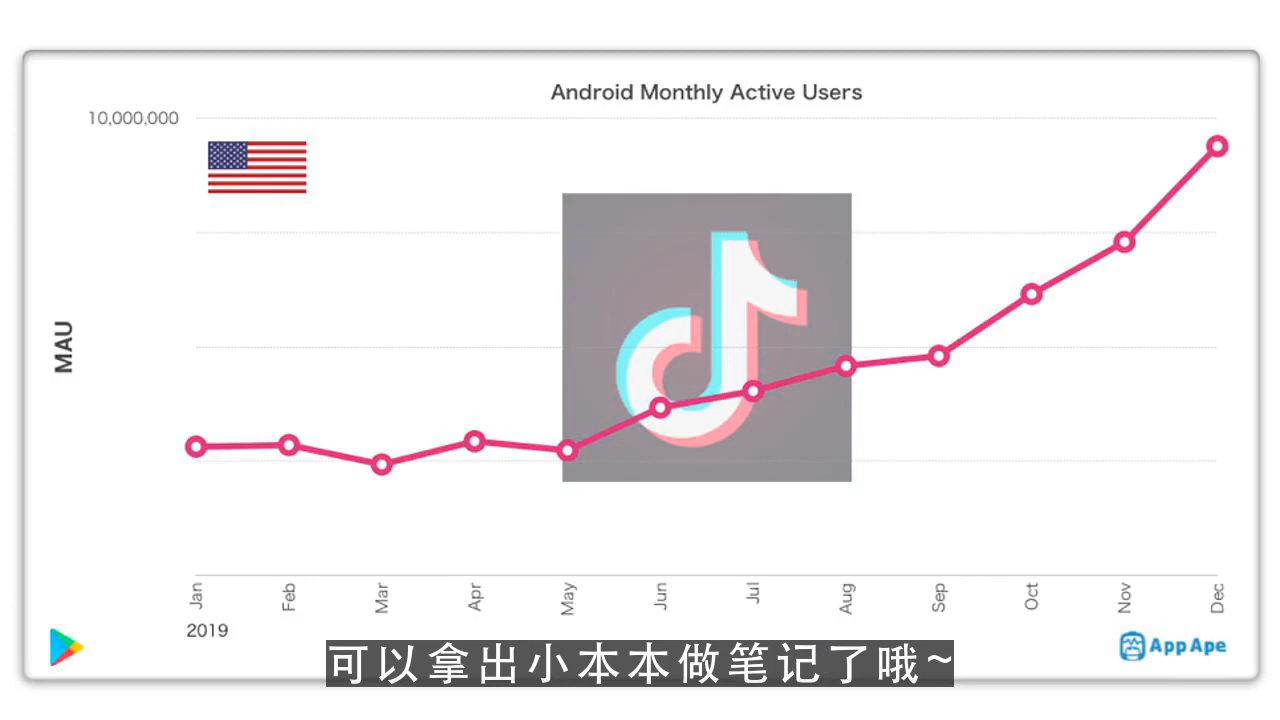 Android Monthly Active Users
10,000,000
MAU
Jan
Feb
Mar
Apr
May
Jun
Jul
Aug
Sep
Oct
Nov
Dec
2019
App Ape
可以拿出小本本做笔记了哦~